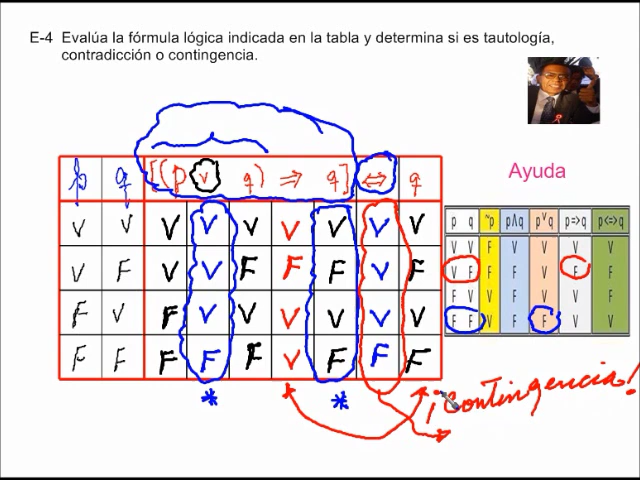 E-4 Evalúa la fórmula lógica indicada en la tabla y determina si es tautología,
contradicción o contingencia.
Ayuda
p q [(p v q) ⇒ q] ⇔ q
V V V V V V V V V
V F V V F F F V F
F V F V V V V V V
F F F F F V F F F
* *
p q ~p p∧q p∨q p=>q p<=>q
V V F V V V V
V F F F V F F
F V V F V V F
F F V F F V V
¡Contingencia!